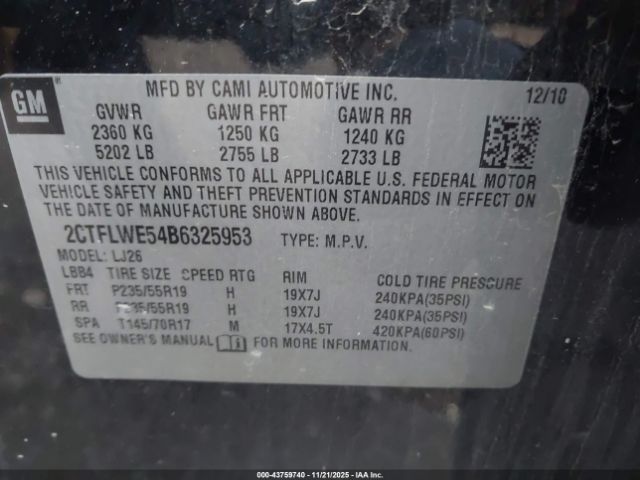 GM
MFD BY CAMI AUTOMOTIVE INC. 12/10
GVWR GAWR FRT GAWR RR
2360 KG 1250 KG 1240 KG
5202 LB 2755 LB 2733 LB
THIS VEHICLE CONFORMS TO ALL APPLICABLE U.S. FEDERAL MOTOR
VEHICLE SAFETY AND THEFT PREVENTION STANDARDS IN EFFECT ON
THE DATE OF MANUFACTURE SHOWN ABOVE.
2CTFLWE54B6325953 TYPE: M.P.V.
MODEL: LJ26
LBB4 TIRE SIZE SPEED RTG RIM COLD TIRE PRESSURE
FRT P235/55R19 H 19X7J 240KPA(35PSI)
RR P235/55R19 H 19X7J 240KPA(35PSI)
SPA T145/70R17 M 17X4.5T 420KPA(60PSI)
SEE OWNER'S MANUAL FOR MORE INFORMATION.
000-43759740 - 11/21/2025 - IAA Inc.